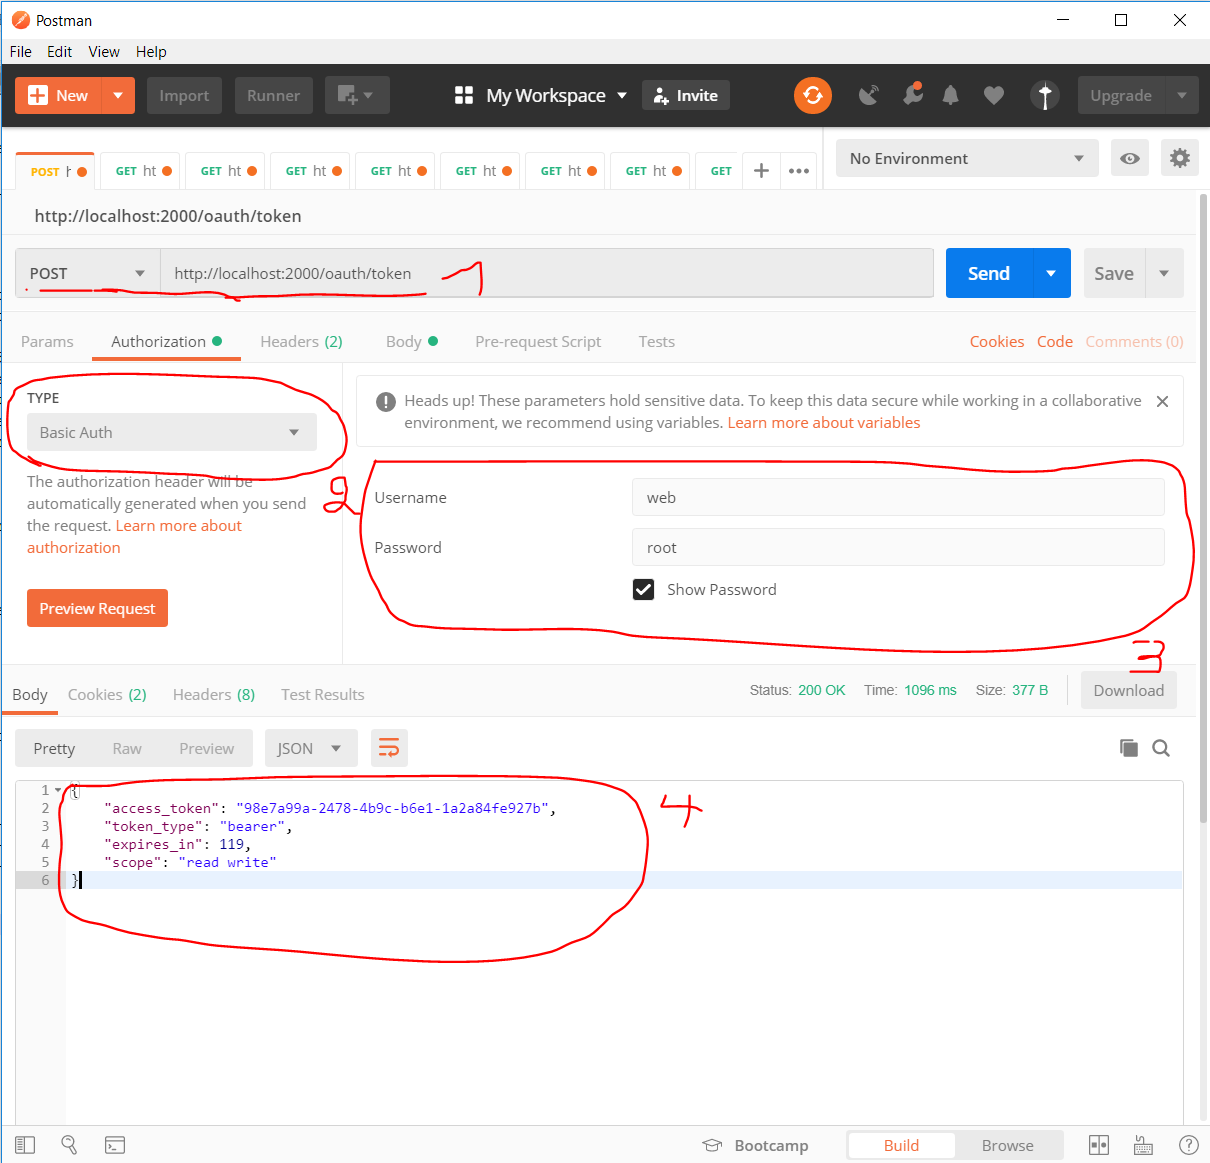 Postman
File Edit View Help
New Import Runner My Workspace Invite Upgrade
POST h GET ht GET ht GET ht GET ht GET ht GET ht GET ht GET No Environment
http://localhost:2000/oauth/token
POST http://localhost:2000/oauth/token 1 Send Save
Params Authorization Headers (2) Body Pre-request Script Tests Cookies Code Comments (0)
TYPE
Basic Auth
The authorization header will be
automatically generated when you send
the request. Learn more about
authorization
Preview Request
Heads up! These parameters hold sensitive data. To keep this data secure while working in a collaborative
environment, we recommend using variables. Learn more about variables
2
Username web
Password root
Show Password
3
Body Cookies (2) Headers (8) Test Results Status: 200 OK Time: 1096 ms Size: 377 B Download
Pretty Raw Preview JSON
1 {
2 "access_token": "98e7a99a-2478-4b9c-b6e1-1a2a84fe927b",
3 "token_type": "bearer",
4 "expires_in": 119,
5 "scope": "read write"
6 }
4
Bootcamp Build Browse